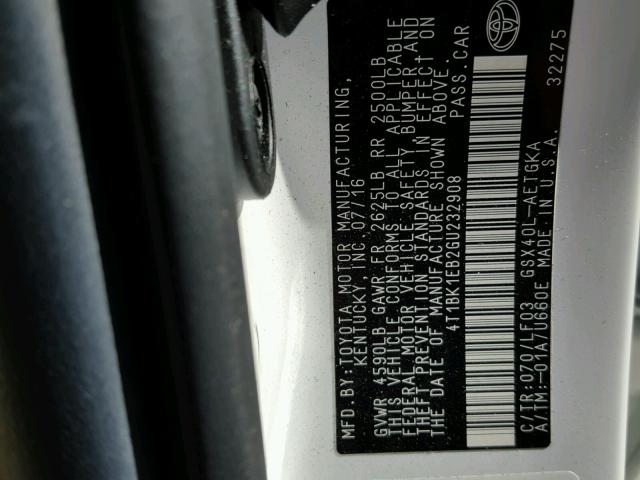 MFD.BY:TOYOTA MOTOR MANUFACTURING,
KENTUCKY,INC. 07/16
GVWR 4590LB GAWR FR 2625LB RR 2500LB
THIS VEHICLE CONFORMS TO ALL APPLICABLE
FEDERAL MOTOR VEHICLE SAFETY, BUMPER, AND
THEFT PREVENTION STANDARDS IN EFFECT ON
THE DATE OF MANUFACTURE SHOWN ABOVE.
4T1BK1EB2GU232908 PASS.CAR
C/TR:070/LF03 GSX40L-AETGKA
A/TM:-01A/U660E MADE IN U.S.A.
32275